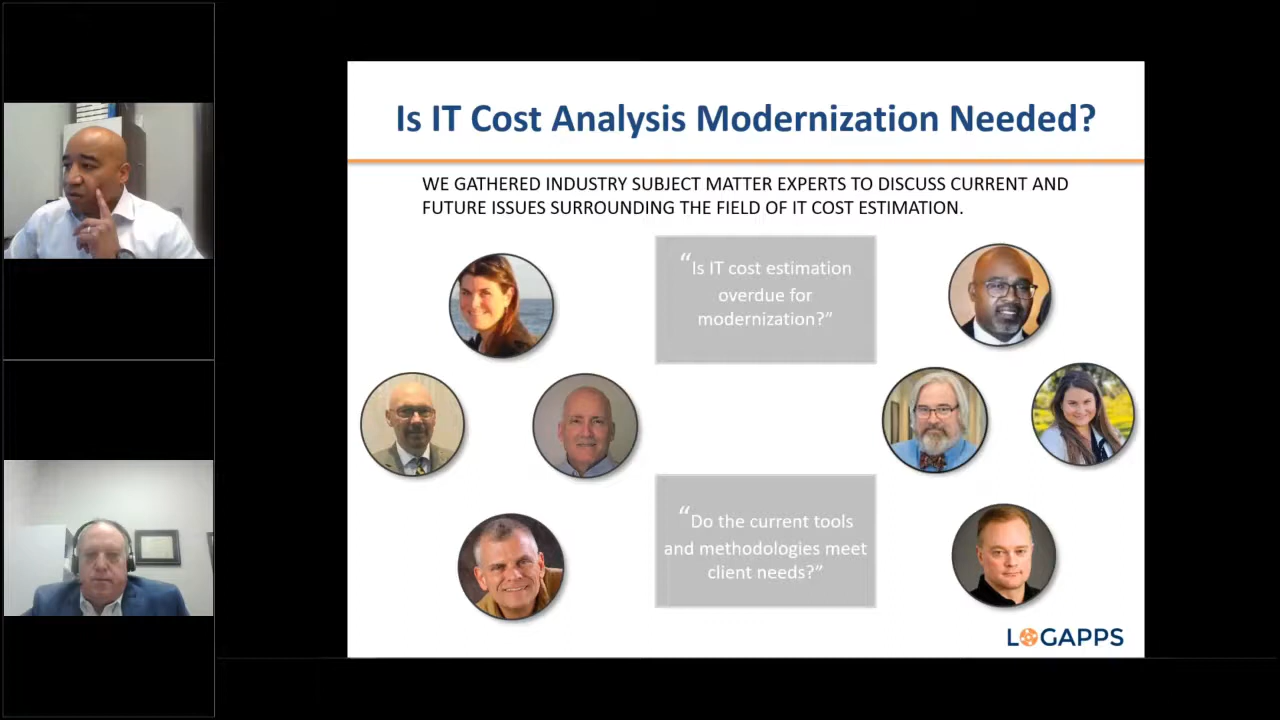 Is IT Cost Analysis Modernization Needed?
WE GATHERED INDUSTRY SUBJECT MATTER EXPERTS TO DISCUSS CURRENT AND
FUTURE ISSUES SURROUNDING THE FIELD OF IT COST ESTIMATION.
“Is IT cost estimation
overdue for
modernization?”
“Do the current tools
and methodologies meet
client needs?”
LOGAPPS